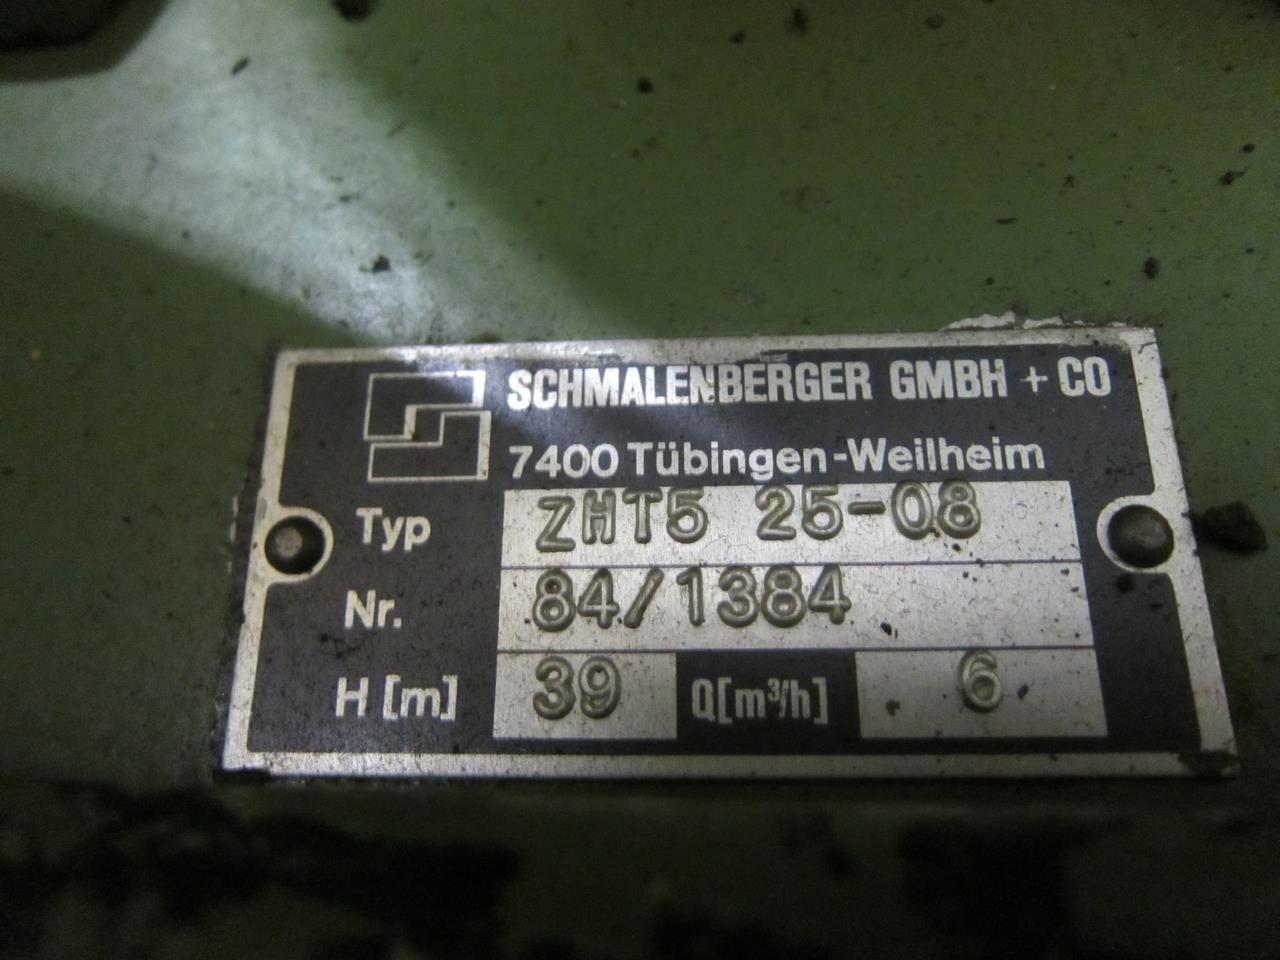 SCHMALENBERGER GMBH + CO
7400 Tübingen-Weilheim
Typ ZHT5 25-08
Nr. 84/1384
H [m] 39 Q[m³/h] 6